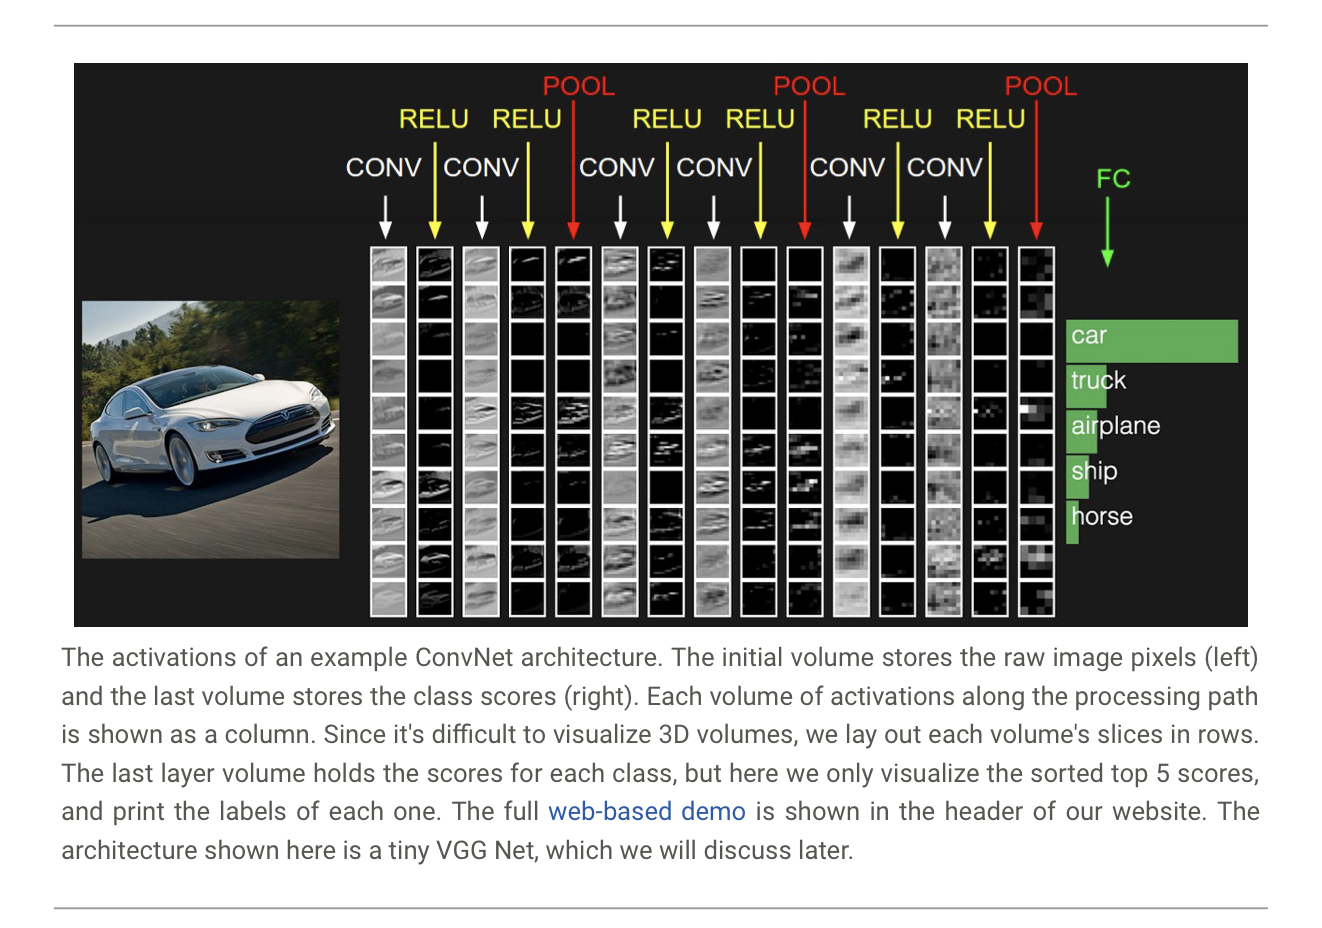 POOL POOL POOL
RELU RELU RELU RELU RELU RELU
CONV CONV CONV CONV CONV CONV
FC
car
truck
airplane
ship
horse
The activations of an example ConvNet architecture. The initial volume stores the raw image pixels (left)
and the last volume stores the class scores (right). Each volume of activations along the processing path
is shown as a column. Since it's difficult to visualize 3D volumes, we lay out each volume's slices in rows.
The last layer volume holds the scores for each class, but here we only visualize the sorted top 5 scores,
and print the labels of each one. The full web-based demo is shown in the header of our website. The
architecture shown here is a tiny VGG Net, which we will discuss later.